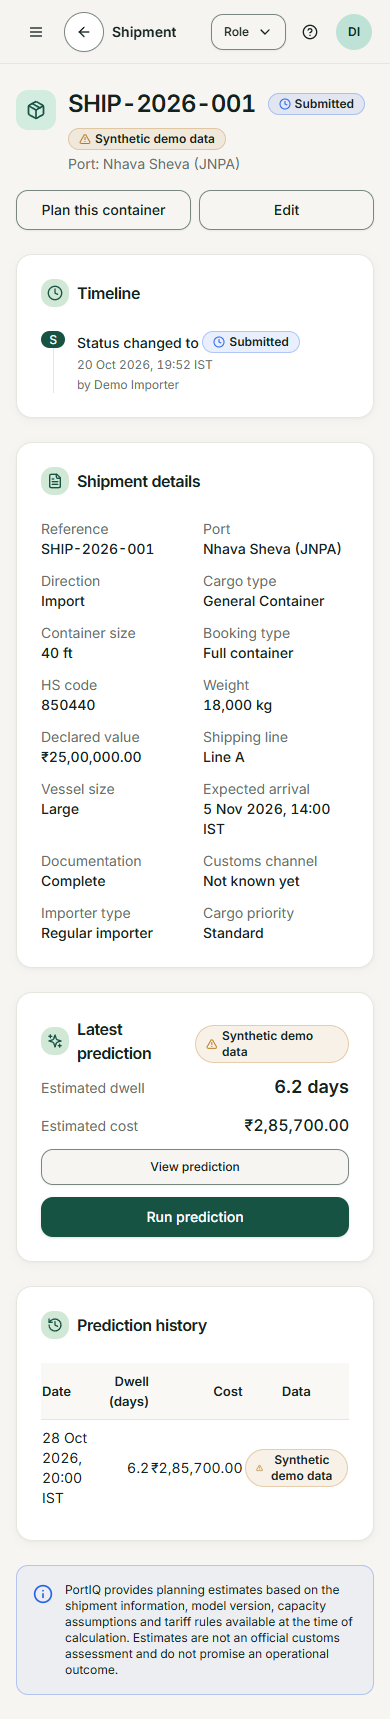 Shipment
Role
DI
SHIP-2026-001
Submitted
Synthetic demo data
Port: Nhava Sheva (JNPA)
Plan this container
Edit
Timeline
S
Status changed to Submitted
20 Oct 2026, 19:52 IST
by Demo Importer
Shipment details
Reference
SHIP-2026-001
Port
Nhava Sheva (JNPA)
Direction
Import
Cargo type
General Container
Container size
40 ft
Booking type
Full container
HS code
850440
Weight
18,000 kg
Declared value
₹25,00,000.00
Shipping line
Line A
Vessel size
Large
Expected arrival
5 Nov 2026, 14:00
IST
Documentation
Complete
Customs channel
Not known yet
Importer type
Regular importer
Cargo priority
Standard
Latest
prediction
Synthetic demo
data
Estimated dwell
6.2 days
Estimated cost
₹2,85,700.00
View prediction
Run prediction
Prediction history
Date
Dwell
(days)
Cost
Data
28 Oct
2026,
20:00
IST
6.2
₹2,85,700.00
Synthetic
demo data
PortIQ provides planning estimates based on the
shipment information, model version, capacity
assumptions and tariff rules available at the time of
calculation. Estimates are not an official customs
assessment and do not promise an operational
outcome.